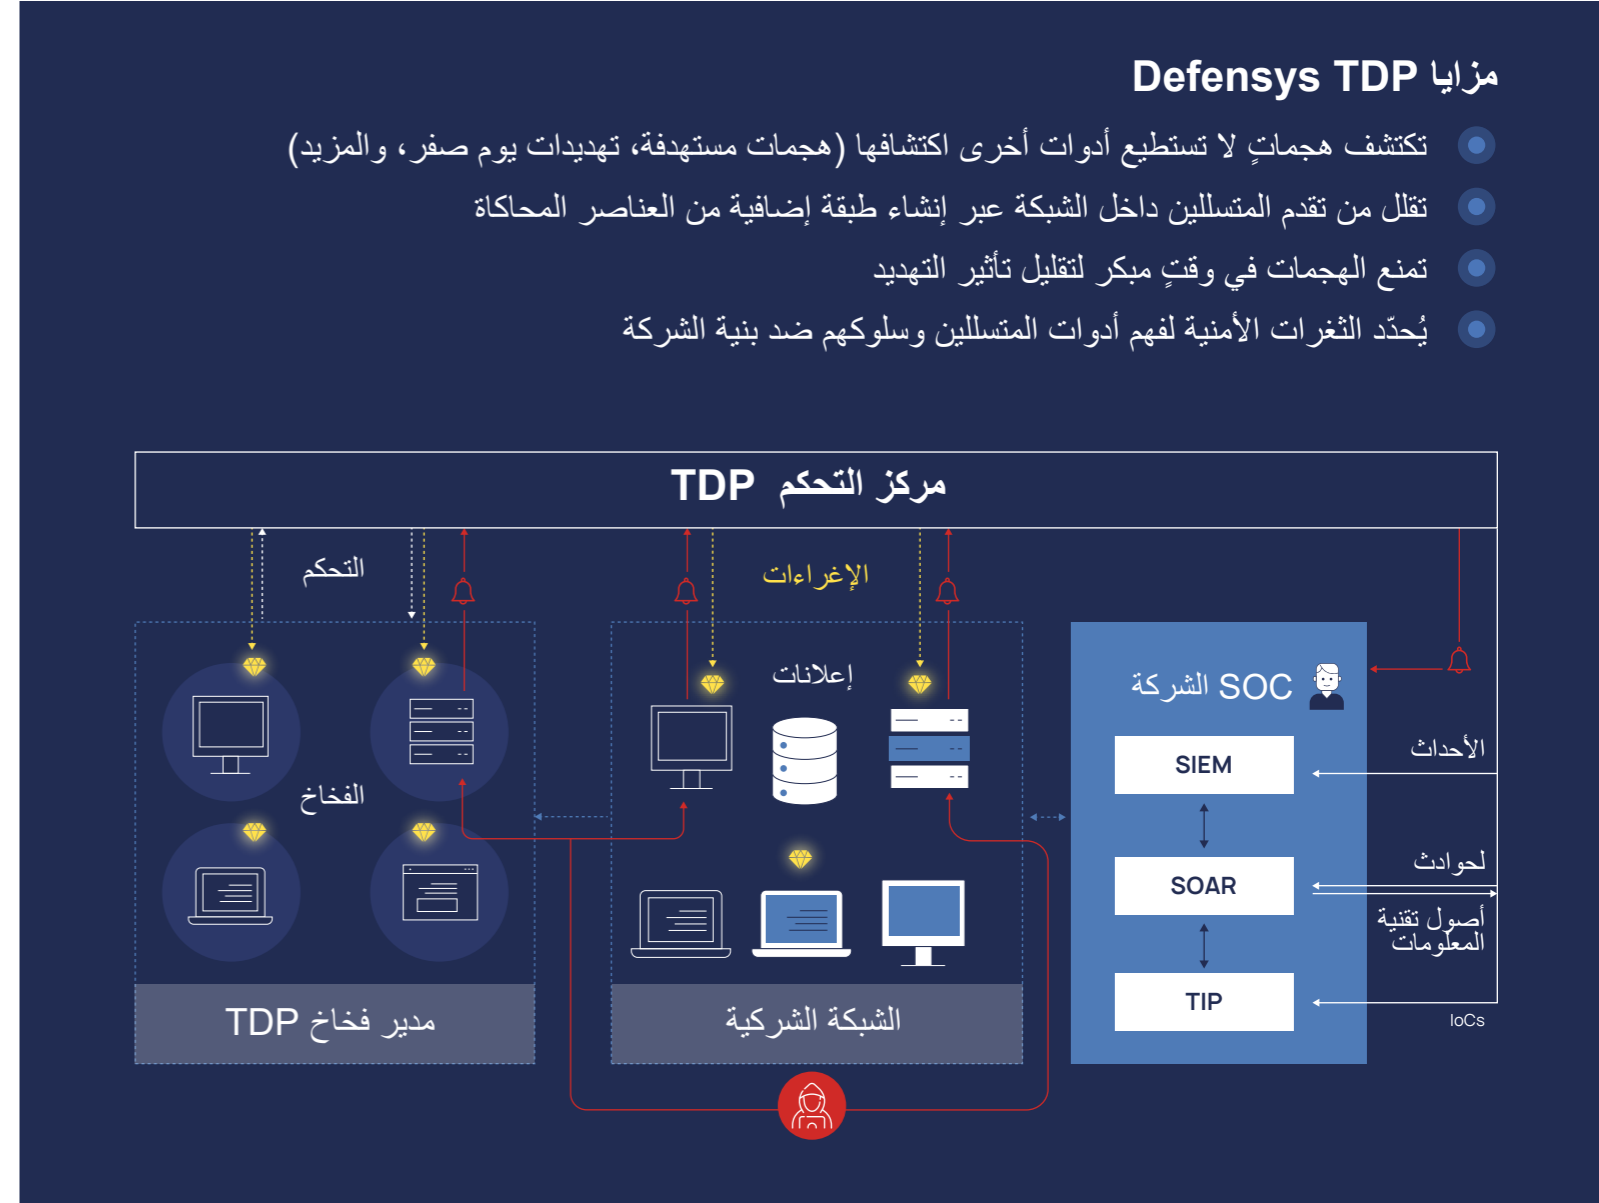 مزايا Defensys TDP
تكتشف هجماتٍ لا تستطيع أدوات أخرى اكتشافها (هجمات مستهدفة، تهديدات يوم صفر، والمزيد)
تقلل من تقدم المتسللين داخل الشبكة عبر إنشاء طبقة إضافية من العناصر المحاكاة
تمنع الهجمات في وقتٍ مبكر لتقليل تأثير التهديد
يُحدّد الثغرات الأمنية لفهم أدوات المتسللين وسلوكهم ضد بنية الشركة
مركز التحكم TDP
الإغراءات
التحكم
SOC الشركة
إعلانات
الأحداث
SIEM
الفخاخ
لحوادث
SOAR
أصول تقنية
المعلومات
TIP
IoCs
الشبكة الشركية
مدير فخاخ TDP